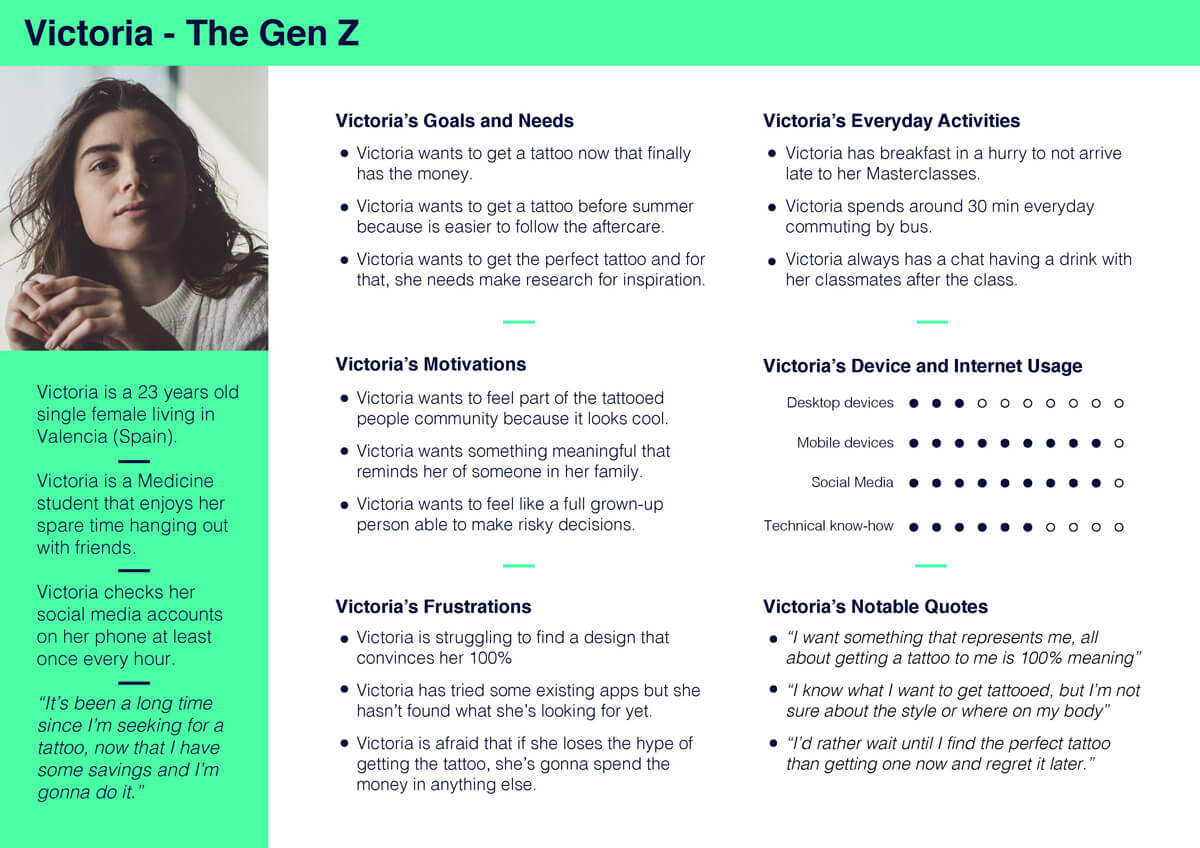 Victoria - The Gen Z
Victoria is a 23 years old
single female living in
Valencia (Spain).
Victoria is a Medicine
student that enjoys her
spare time hanging out
with friends.
Victoria checks her
social media accounts
on her phone at least
once every hour.
“It’s been a long time
since I’m seeking for a
tattoo, now that I have
some savings and I’m
gonna do it.”
Victoria’s Goals and Needs
Victoria wants to get a tattoo now that finally
has the money.
Victoria wants to get a tattoo before summer
because is easier to follow the aftercare.
Victoria wants to get the perfect tattoo and for
that, she needs make research for inspiration.
Victoria’s Motivations
Victoria wants to feel part of the tattooed
people community because it looks cool.
Victoria wants something meaningful that
reminds her of someone in her family.
Victoria wants to feel like a full grown-up
person able to make risky decisions.
Victoria’s Frustrations
Victoria is struggling to find a design that
convinces her 100%
Victoria has tried some existing apps but she
hasn’t found what she’s looking for yet.
Victoria is afraid that if she loses the hype of
getting the tattoo, she’s gonna spend the
money in anything else.
Victoria’s Everyday Activities
Victoria has breakfast in a hurry to not arrive
late to her Masterclasses.
Victoria spends around 30 min everyday
commuting by bus.
Victoria always has a chat having a drink with
her classmates after the class.
Victoria’s Device and Internet Usage
Desktop devices
Mobile devices
Social Media
Technical know-how
Victoria’s Notable Quotes
“I want something that represents me, all
about getting a tattoo to me is 100% meaning”
“I know what I want to get tattooed, but I’m not
sure about the style or where on my body”
“I’d rather wait until I find the perfect tattoo
than getting one now and regret it later.”